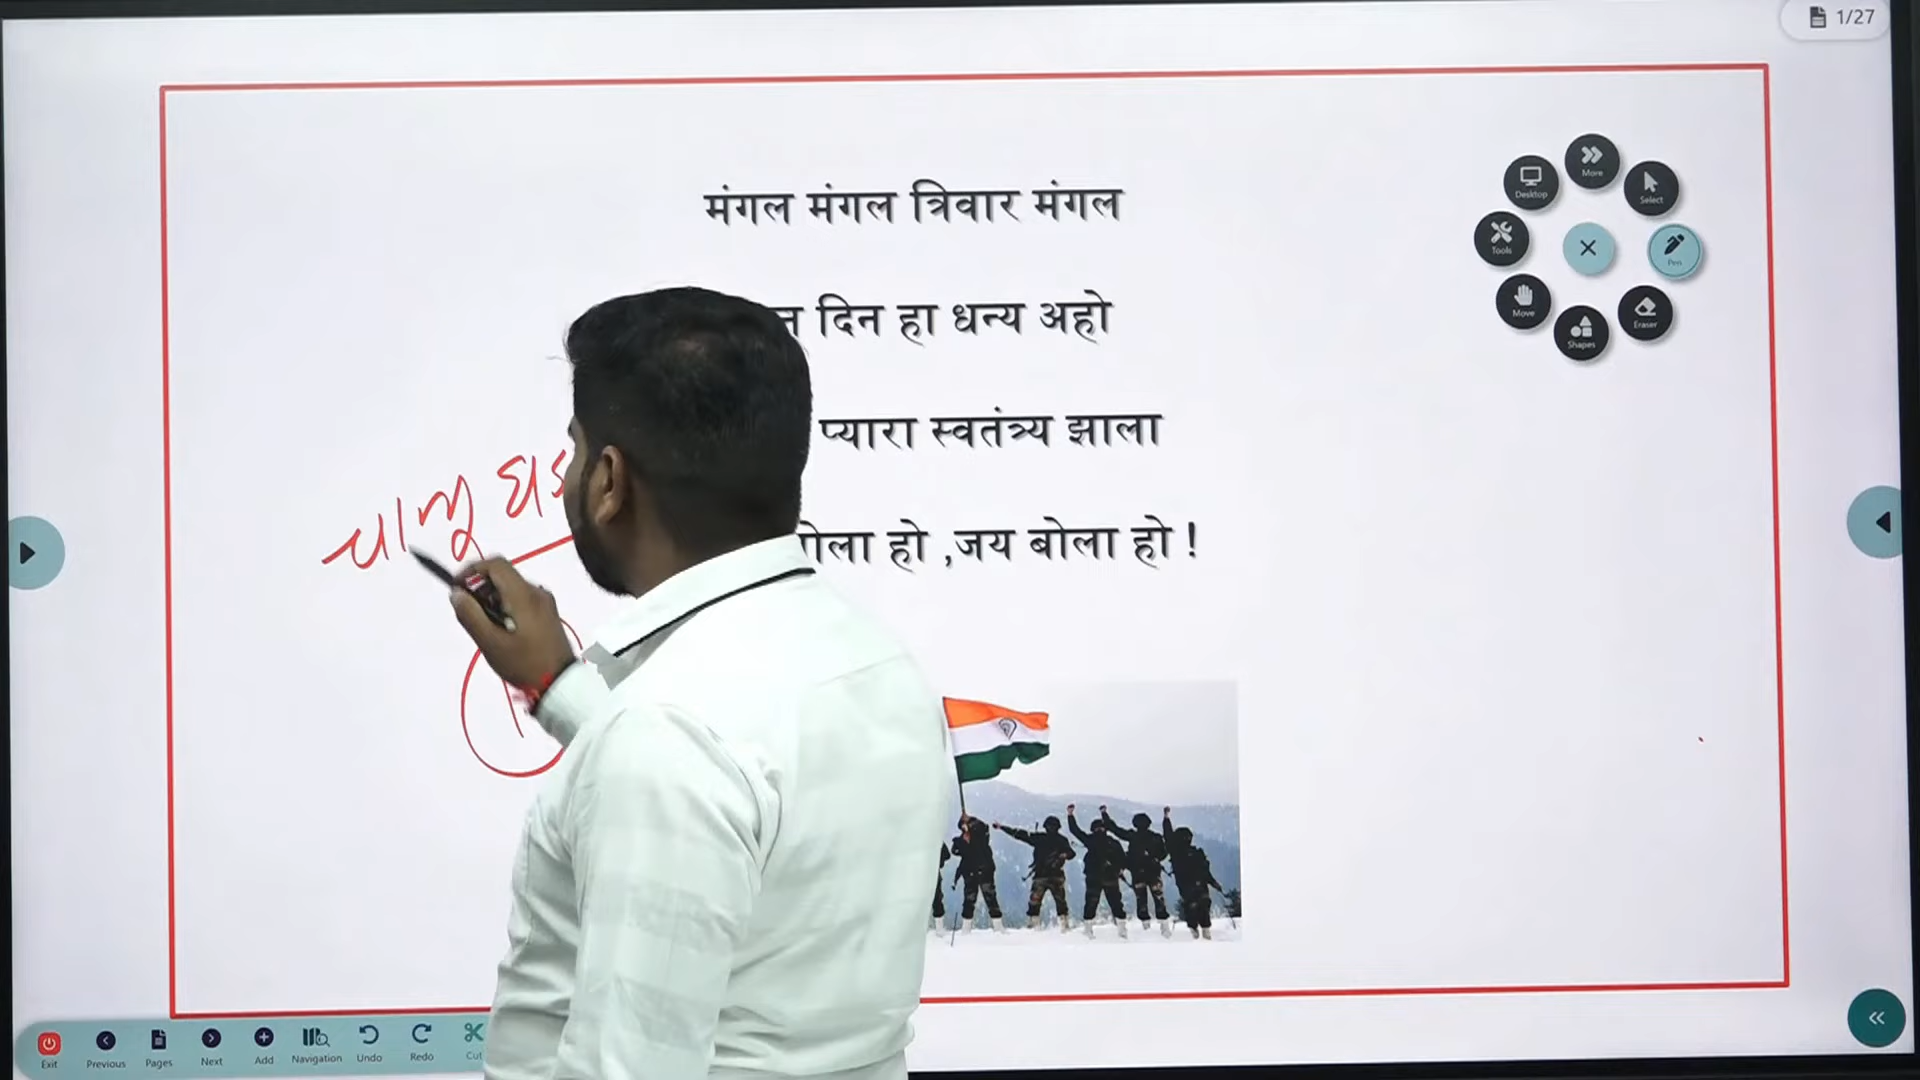 1/27
मंगल मंगल त्रिवार मंगल
दिन हा धन्य अहो
प्यारा स्वतंत्र्य झाला
हो ,जय बोला हो !
चालू
More
Desktop
Select
Tools
Pen
Move
Eraser
Shapes
Exit
Previous
Pages
Next
Add
Navigation
Undo
Redo
Cut